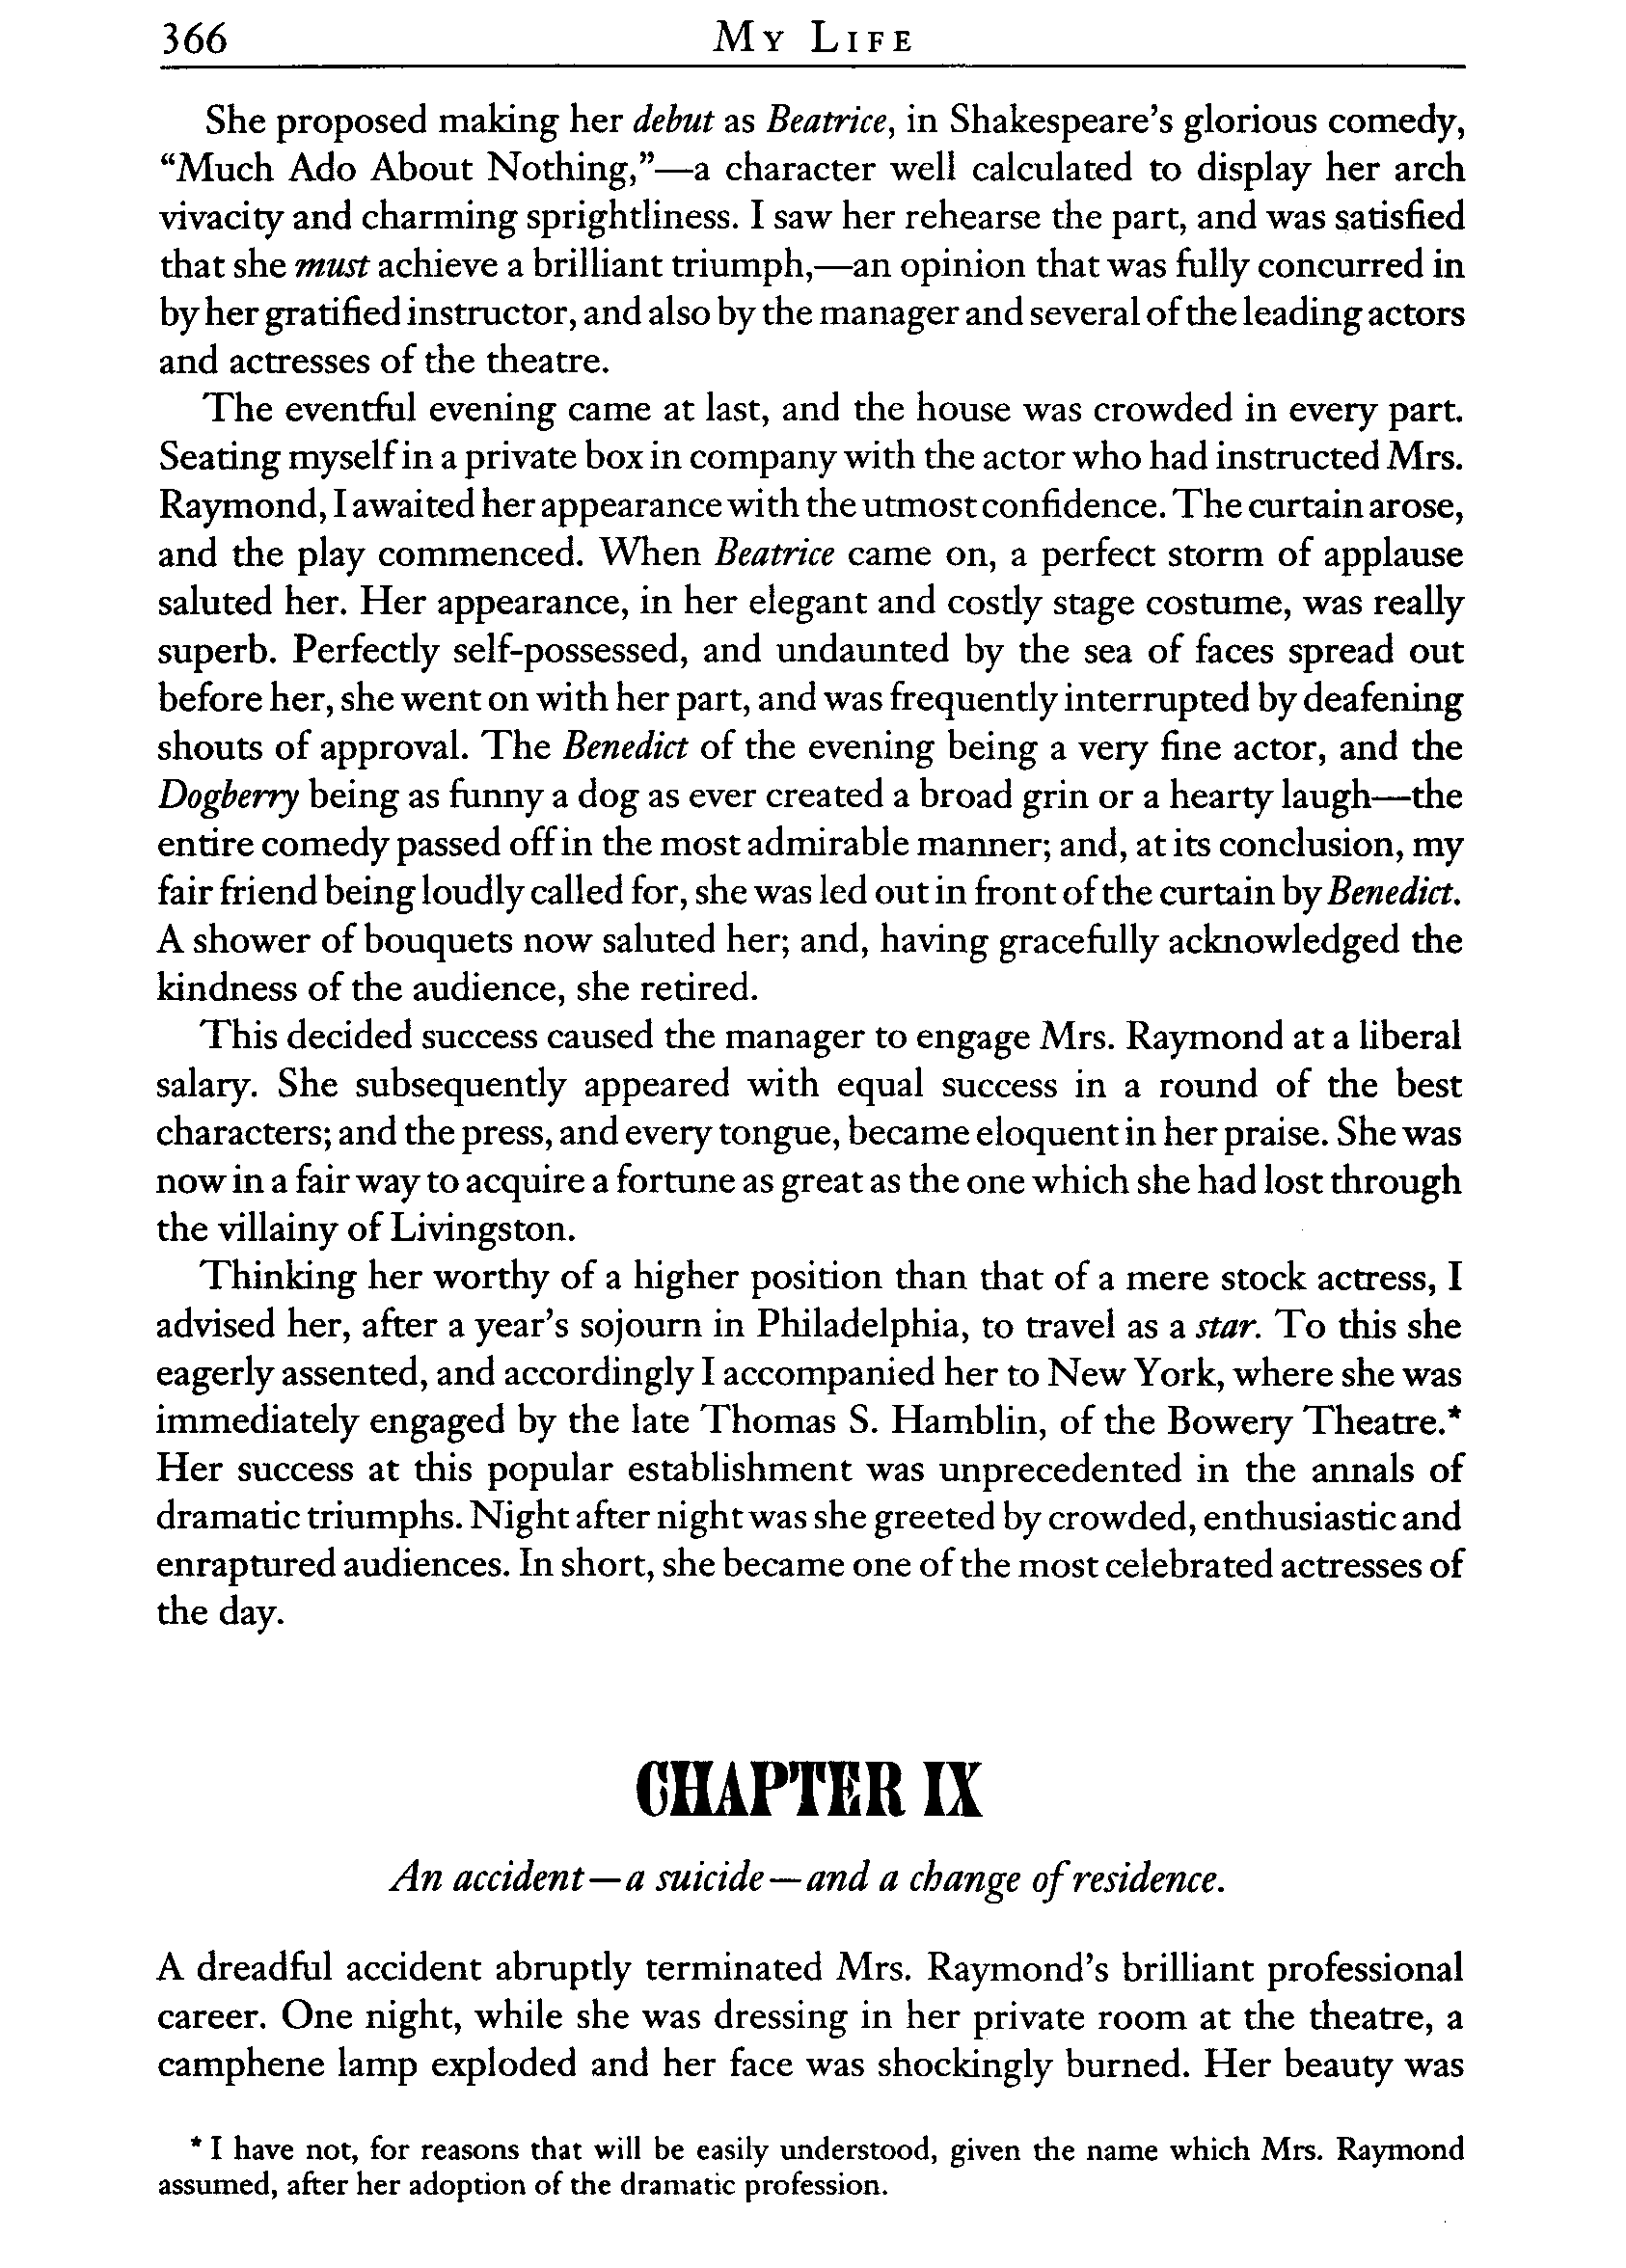 366 My Life
She proposed making her debut as Beatrice, in Shakespeare’s glorious comedy,
“Much Ado About Nothing,”—a character well calculated to display her arch
vivacity and charming sprightliness. I saw her rehearse the part, and was satisfied
that she must achieve a brilliant triumph,—an opinion that was fully concurred in
by her gratified instructor, and also by the manager and several of the leading actors
and actresses of the theatre.
The eventful evening came at last, and the house was crowded in every part.
Seating myself in a private box in company with the actor who had instructed Mrs.
Raymond, I awaited her appearance with the utmost confidence. The curtain arose,
and the play commenced. When Beatrice came on, a perfect storm of applause
saluted her. Her appearance, in her elegant and costly stage costume, was really
superb. Perfectly self-possessed, and undaunted by the sea of faces spread out
before her, she went on with her part, and was frequently interrupted by deafening
shouts of approval. The Benedict of the evening being a very fine actor, and the
Dogberry being as funny a dog as ever created a broad grin or a hearty laugh—the
entire comedy passed off in the most admirable manner; and, at its conclusion, my
fair friend being loudly called for, she was led out in front of the curtain by Benedict.
A shower of bouquets now saluted her; and, having gracefully acknowledged the
kindness of the audience, she retired.
This decided success caused the manager to engage Mrs. Raymond at a liberal
salary. She subsequently appeared with equal success in a round of the best
characters; and the press, and every tongue, became eloquent in her praise. She was
now in a fair way to acquire a fortune as great as the one which she had lost through
the villainy of Livingston.
Thinking her worthy of a higher position than that of a mere stock actress, I
advised her, after a year’s sojourn in Philadelphia, to travel as a star. To this she
eagerly assented, and accordingly I accompanied her to New York, where she was
immediately engaged by the late Thomas S. Hamblin, of the Bowery Theatre.*
Her success at this popular establishment was unprecedented in the annals of
dramatic triumphs. Night after night was she greeted by crowded, enthusiastic and
enraptured audiences. In short, she became one of the most celebrated actresses of
the day.
CHAPTER IX
An accident—a suicide—and a change of residence.
A dreadful accident abruptly terminated Mrs. Raymond’s brilliant professional
career. One night, while she was dressing in her private room at the theatre, a
camphene lamp exploded and her face was shockingly burned. Her beauty was
* I have not, for reasons that will be easily understood, given the name which Mrs. Raymond
assumed, after her adoption of the dramatic profession.